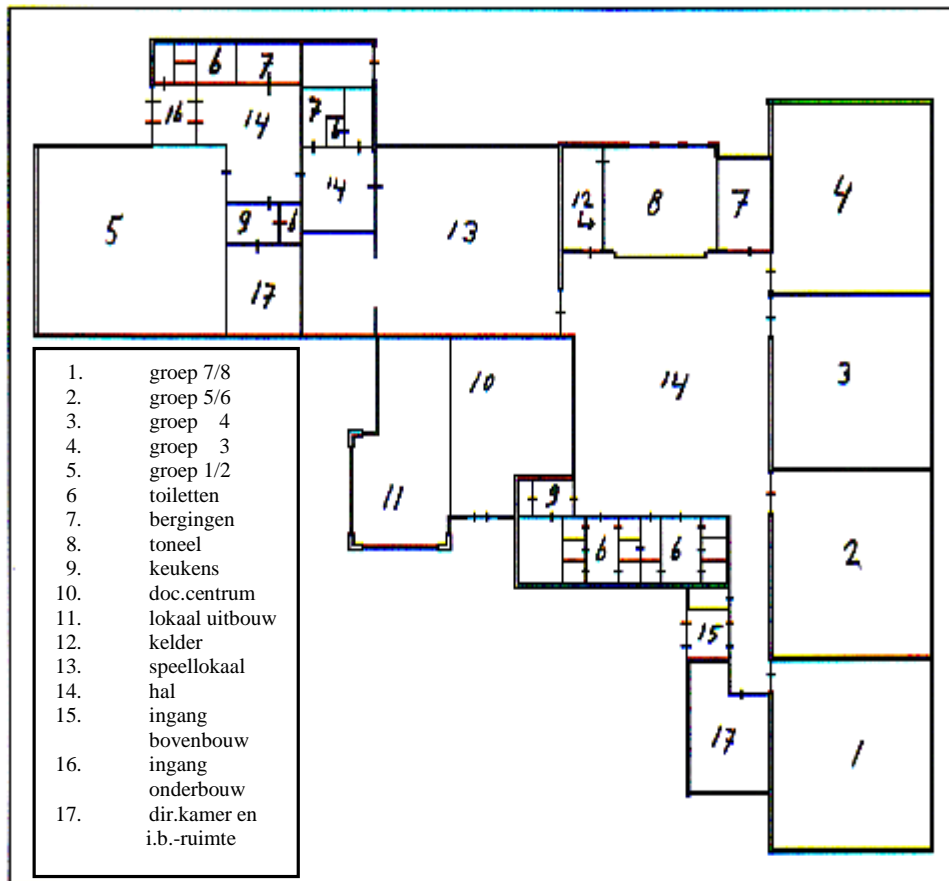 6 7
16 14 7 6
5 9 6 14 13 12 8 7 4
17
10 14 3
11 9
6 6 2
15
17 1
1. groep 7/8
2. groep 5/6
3. groep 4
4. groep 3
5. groep 1/2
6 toiletten
7. bergingen
8. toneel
9. keukens
10. doc.centrum
11. lokaal uitbouw
12. kelder
13. speellokaal
14. hal
15. ingang
bovenbouw
16. ingang
onderbouw
17. dir.kamer en
i.b.-ruimte